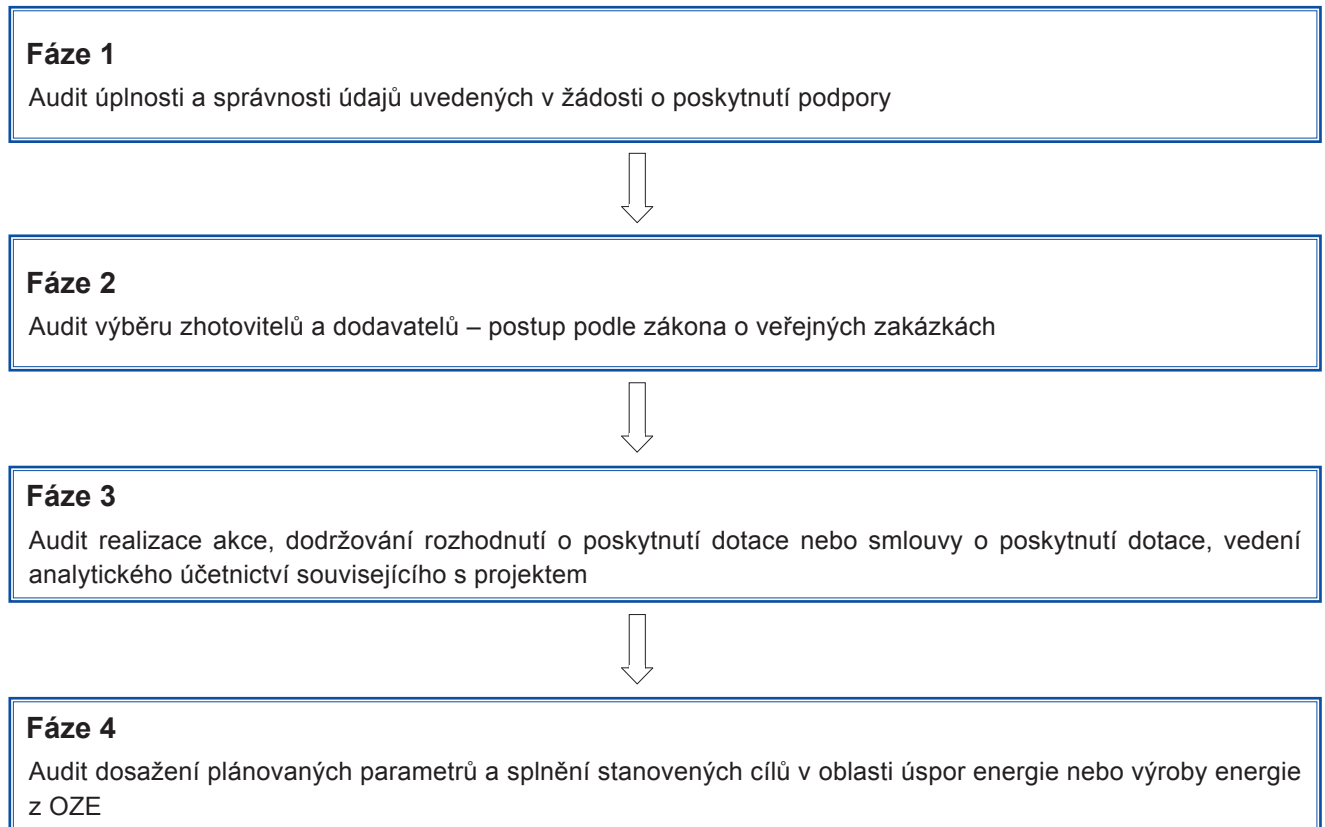 Fáze 1
Audit úplnosti a správnosti údajů uvedených v žádosti o poskytnutí podpory
Fáze 2
Audit výběru zhotovitelů a dodavatelů – postup podle zákona o veřejných zakázkách
Fáze 3
Audit realizace akce, dodržování rozhodnutí o poskytnutí dotace nebo smlouvy o poskytnutí dotace, vedení
analytického účetnictví souvisejícího s projektem
Fáze 4
Audit dosažení plánovaných parametrů a splnění stanovených cílů v oblasti úspor energie nebo výroby energie
z OZE